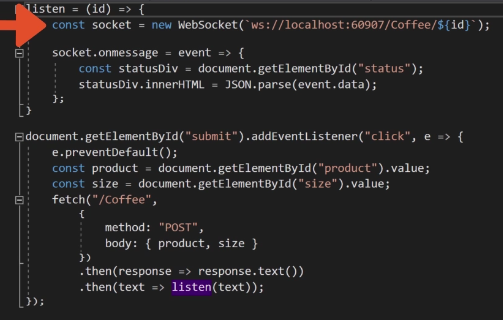 listen = (id) => {
    const socket = new WebSocket(`ws://localhost:60907/Coffee/${id}`);
    socket.onmessage = event => {
        const statusDiv = document.getElementById("status");
        statusDiv.innerHTML = JSON.parse(event.data);
    };
}
document.getElementById("submit").addEventListener("click", e => {
    e.preventDefault();
    const product = document.getElementById("product").value;
    const size = document.getElementById("size").value;
    fetch("/Coffee",
        {
            method: "POST",
            body: { product, size }
        })
        .then(response => response.text())
        .then(text => listen(text));
});